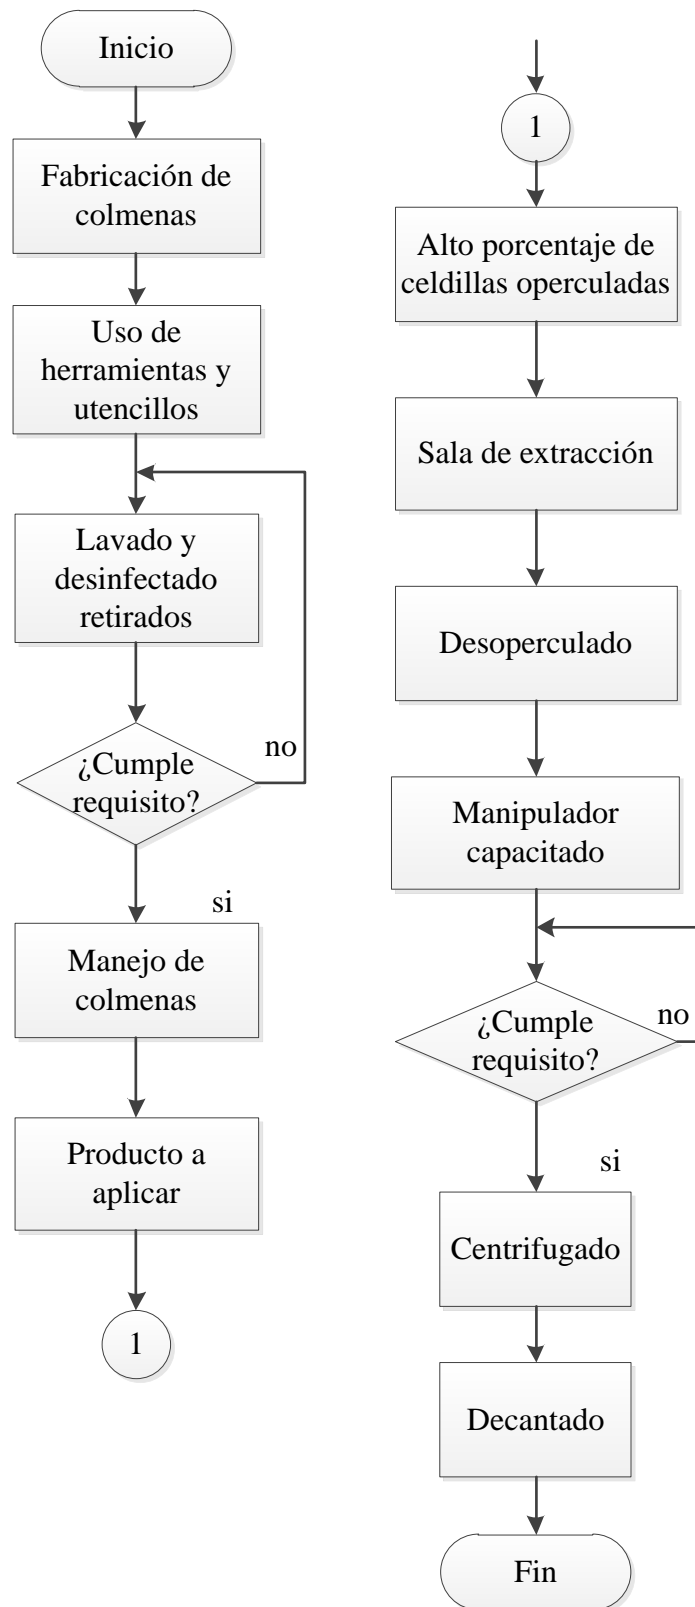 Inicio
Fabricación de
colmenas
Uso de
herramientas y
utencillos
Lavado y
desinfectado
retirados
¿Cumple
requisito?
no
si
Manejo de
colmenas
Producto a
aplicar
1
1
Alto porcentaje de
celdillas operculadas
Sala de extracción
Desoperculado
Manipulador
capacitado
¿Cumple
requisito?
no
si
Centrifugado
Decantado
Fin